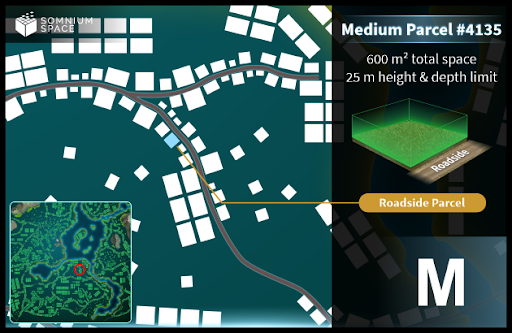 SOMNIUM
SPACE
Medium Parcel #4135
600 m² total space
25 m height & depth limit
Roadside
Roadside Parcel
M